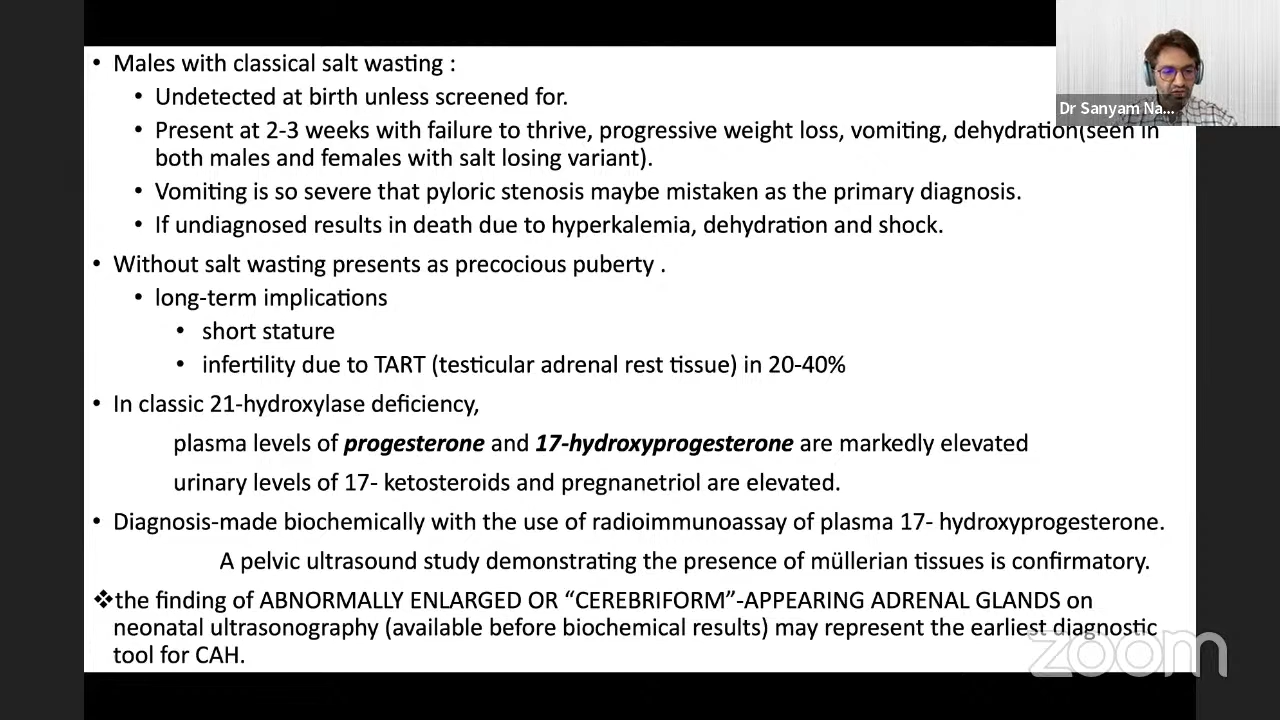 • Males with classical salt wasting :
• Undetected at birth unless screened for.
• Present at 2-3 weeks with failure to thrive, progressive weight loss, vomiting, dehydration(seen in
both males and females with salt losing variant).
• Vomiting is so severe that pyloric stenosis maybe mistaken as the primary diagnosis.
• If undiagnosed results in death due to hyperkalemia, dehydration and shock.
• Without salt wasting presents as precocious puberty .
• long-term implications
• short stature
• infertility due to TART (testicular adrenal rest tissue) in 20-40%
• In classic 21-hydroxylase deficiency,
plasma levels of progesterone and 17-hydroxyprogesterone are markedly elevated
urinary levels of 17- ketosteroids and pregnanetriol are elevated.
• Diagnosis-made biochemically with the use of radioimmunoassay of plasma 17- hydroxyprogesterone.
A pelvic ultrasound study demonstrating the presence of müllerian tissues is confirmatory.
❖the finding of ABNORMALLY ENLARGED OR “CEREBRIFORM”-APPEARING ADRENAL GLANDS on
neonatal ultrasonography (available before biochemical results) may represent the earliest diagnostic
tool for CAH.
Dr Sanyam Na...
zoom